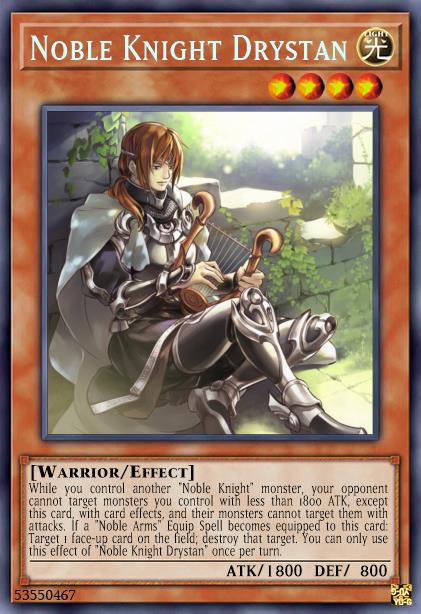 NOBLE KNIGHT DRYSTAN
LIGHT
光
[WARRIOR/EFFECT]
While you control another "Noble Knight" monster, your opponent
cannot target monsters you control with less than 1800 ATK, except
this card, with card effects, and their monsters cannot target them with
attacks. If a "Noble Arms" Equip Spell becomes equipped to this card:
Target 1 face-up card on the field; destroy that target. You can only use
this effect of "Noble Knight Drystan" once per turn.
ATK/1800 DEF/ 800
53550467